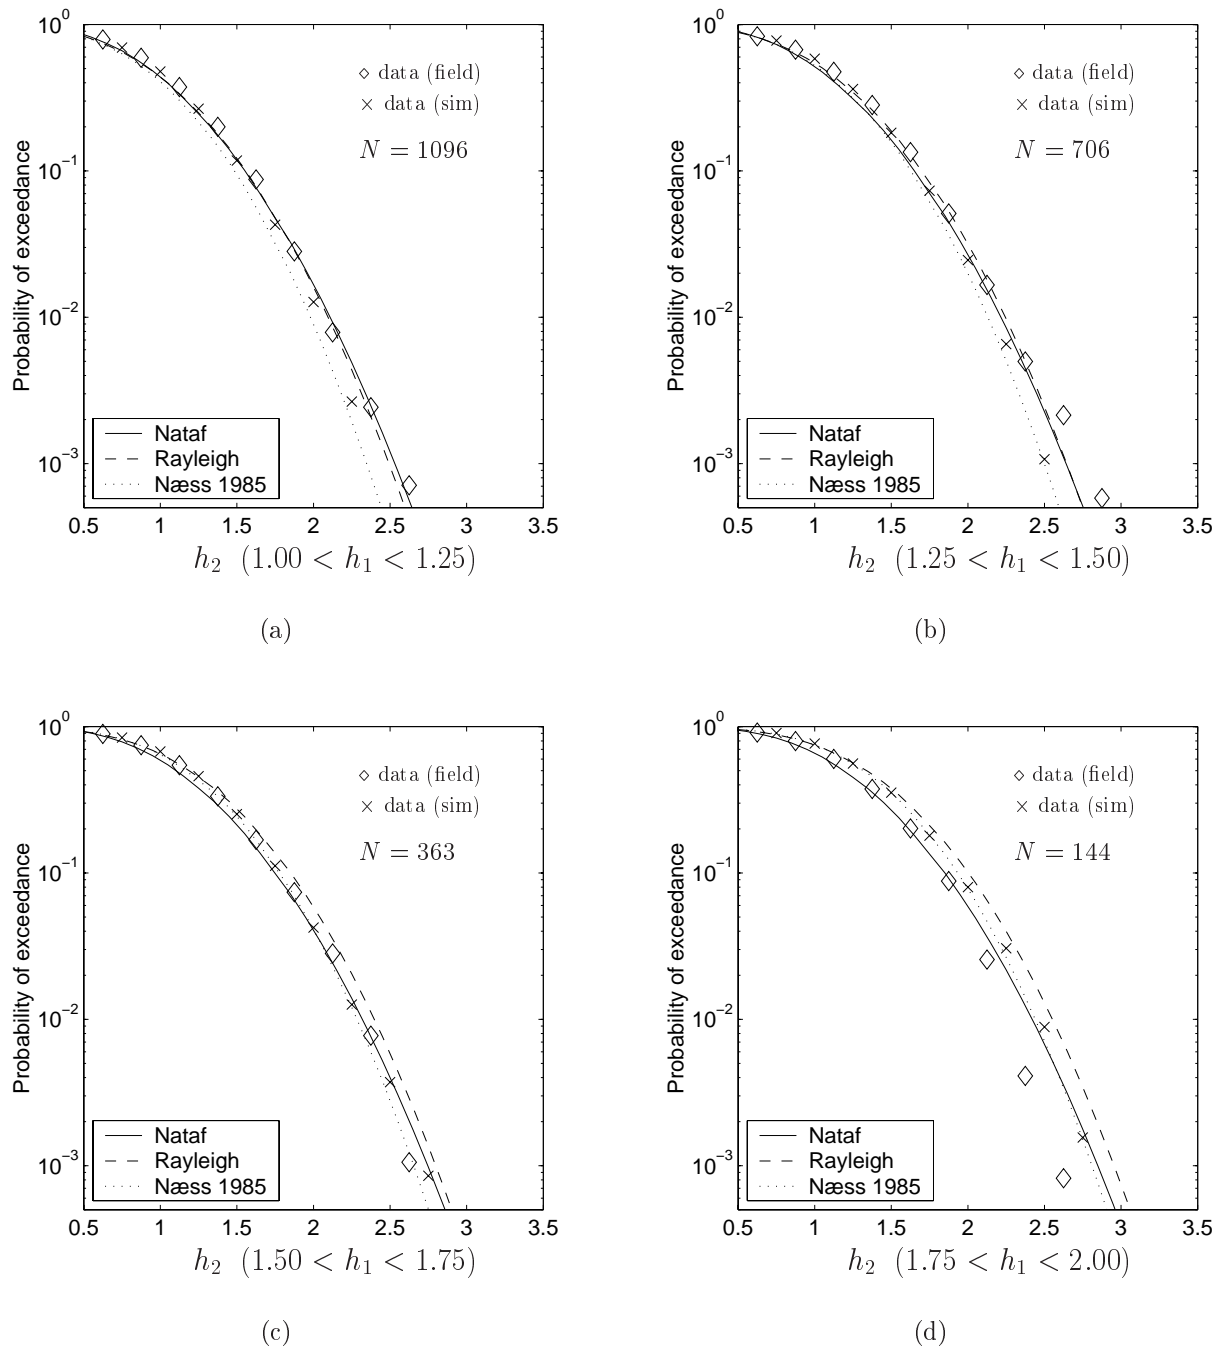 10^0
10^{-1}
10^{-2}
10^{-3}
Probability of exceedance
◇ data (field)
× data (sim)
N = 1096
Nataf
Rayleigh
Næss 1985
0.5 1 1.5 2 2.5 3 3.5
h_2 (1.00 < h_1 < 1.25)
(a)
10^0
10^{-1}
10^{-2}
10^{-3}
Probability of exceedance
◇ data (field)
× data (sim)
N = 706
Nataf
Rayleigh
Næss 1985
0.5 1 1.5 2 2.5 3 3.5
h_2 (1.25 < h_1 < 1.50)
(b)
10^0
10^{-1}
10^{-2}
10^{-3}
Probability of exceedance
◇ data (field)
× data (sim)
N = 363
Nataf
Rayleigh
Næss 1985
0.5 1 1.5 2 2.5 3 3.5
h_2 (1.50 < h_1 < 1.75)
(c)
10^0
10^{-1}
10^{-2}
10^{-3}
Probability of exceedance
◇ data (field)
× data (sim)
N = 144
Nataf
Rayleigh
Næss 1985
0.5 1 1.5 2 2.5 3 3.5
h_2 (1.75 < h_1 < 2.00)
(d)